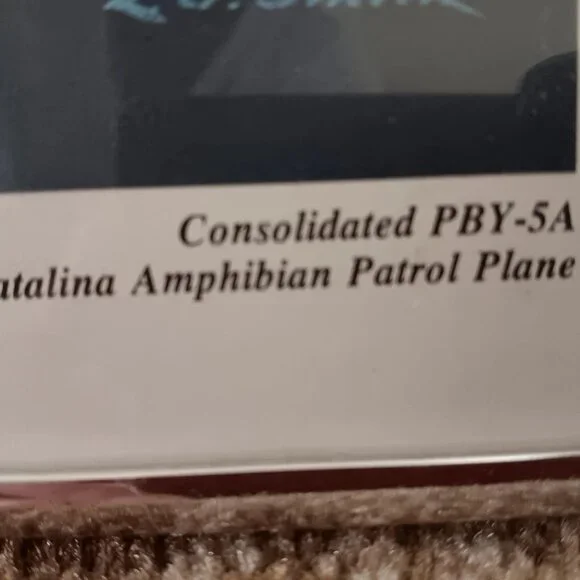 Consolidated PBY-5A
atalina Amphibian Patrol Plane